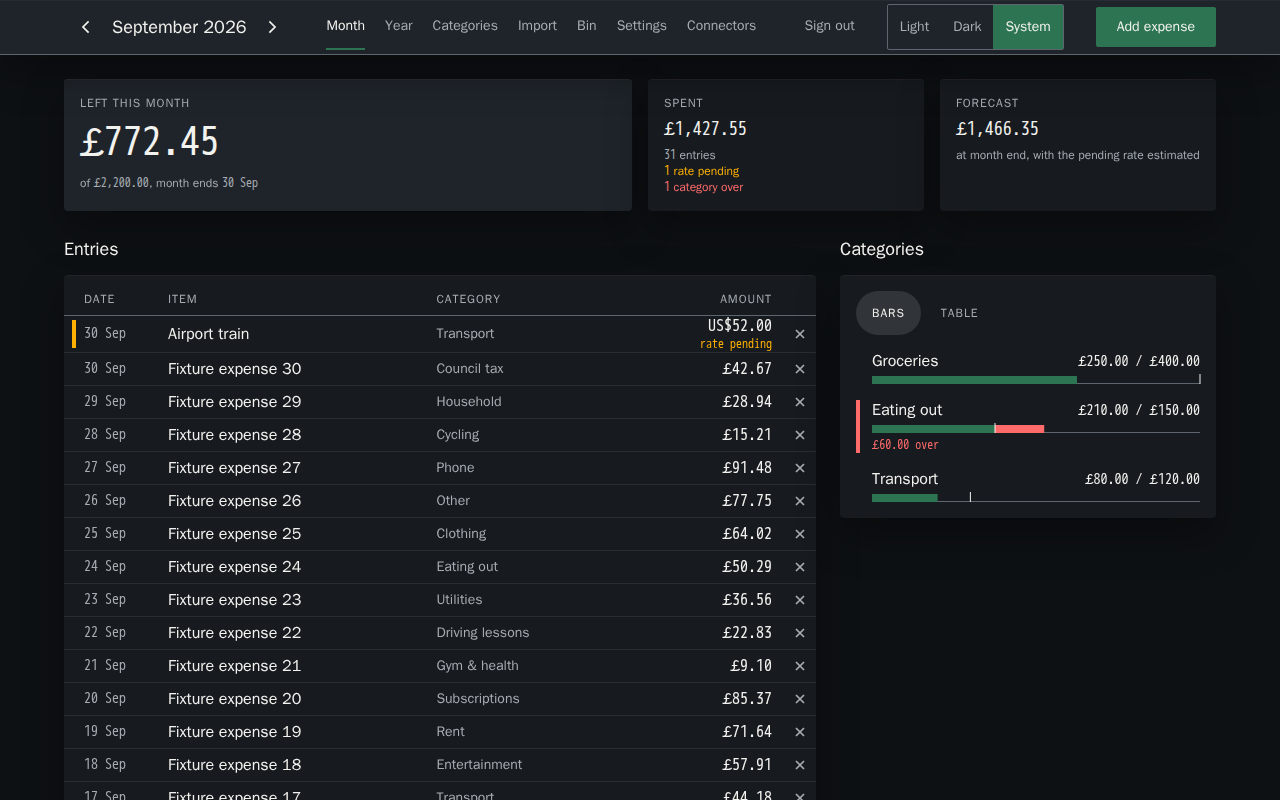 September 2026 Month Year Categories Import Bin Settings Connectors Sign out Light Dark System Add expense
LEFT THIS MONTH
£772.45
of £2,200.00, month ends 30 Sep
SPENT
£1,427.55
31 entries
1 rate pending
1 category over
FORECAST
£1,466.35
at month end, with the pending rate estimated
Entries
DATE ITEM CATEGORY AMOUNT
30 Sep Airport train Transport US$52.00
rate pending
30 Sep Fixture expense 30 Council tax £42.67
29 Sep Fixture expense 29 Household £28.94
28 Sep Fixture expense 28 Cycling £15.21
27 Sep Fixture expense 27 Phone £91.48
26 Sep Fixture expense 26 Other £77.75
25 Sep Fixture expense 25 Clothing £64.02
24 Sep Fixture expense 24 Eating out £50.29
23 Sep Fixture expense 23 Utilities £36.56
22 Sep Fixture expense 22 Driving lessons £22.83
21 Sep Fixture expense 21 Gym & health £9.10
20 Sep Fixture expense 20 Subscriptions £85.37
19 Sep Fixture expense 19 Rent £71.64
18 Sep Fixture expense 18 Entertainment £57.91
17 Sep Fixture expense 17 Transport £44.18
Categories
BARS TABLE
Groceries £250.00 / £400.00
Eating out £210.00 / £150.00
£60.00 over
Transport £80.00 / £120.00